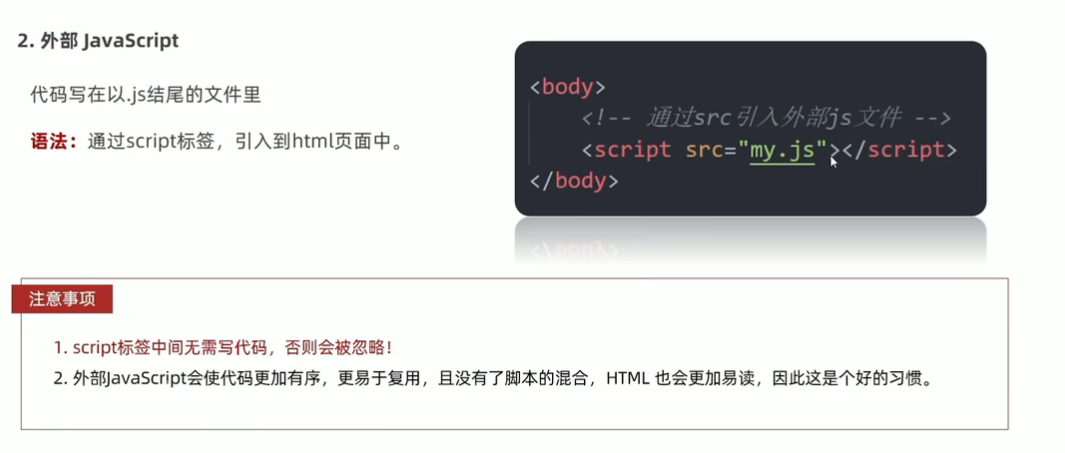 2. 外部 JavaScript
代码写在以.js结尾的文件里
语法：通过script标签，引入到html页面中。
<body>
<!-- 通过src引入外部js文件 -->
<script src="my.js"></script>
</body>
注意事项
1. script标签中间无需写代码，否则会被忽略！
2. 外部JavaScript会使代码更加有序，更易于复用，且没有了脚本的混合，HTML 也会更加易读，因此这是个好的习惯。